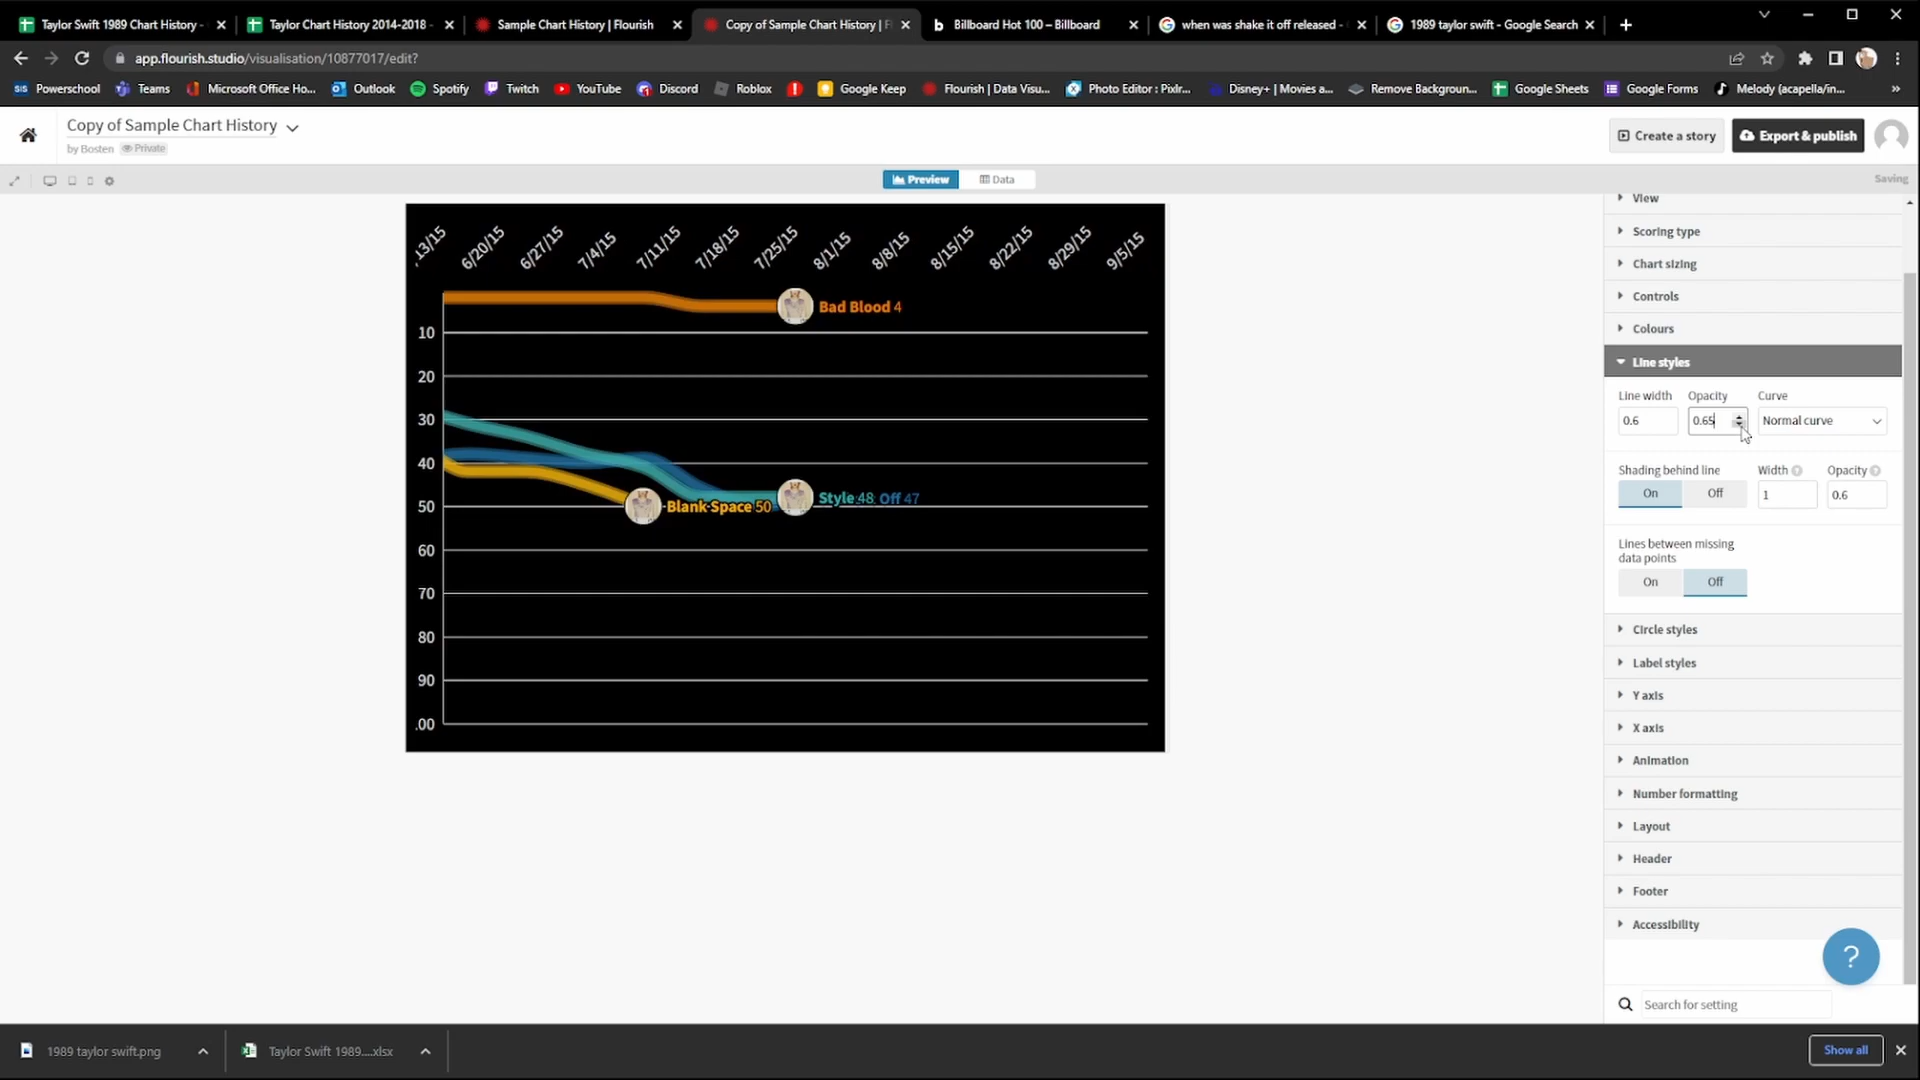 Taylor Swift 1989 Chart History -
Taylor Chart History 2014-2018 -
Sample Chart History | Flourish
Copy of Sample Chart History | Fl
Billboard Hot 100 – Billboard
when was shake it off released -
1989 taylor swift - Google Search
app.flourish.studio/visualisation/10877017/edit?
SIS Powerschool
Teams
Microsoft Office Ho...
Outlook
Spotify
Twitch
YouTube
Discord
Roblox
Google Keep
Flourish | Data Visu...
Photo Editor : Pixlr...
Disney+ | Movies a...
Remove Backgroun...
Google Sheets
Google Forms
Melody (acapella/in...
»
Copy of Sample Chart History
by Bosten Private
Create a story
Export & publish
Preview
Data
Saving
.13/15 6/20/15 6/27/15 7/4/15 7/11/15 7/18/15 7/25/15 8/1/15 8/8/15 8/15/15 8/22/15 8/29/15 9/5/15
Bad Blood 4
10
20
30
40
Style 48 Off 47
50 Blank Space 50
60
70
80
90
.00
View
Scoring type
Chart sizing
Controls
Colours
Line styles
Line width Opacity Curve
0.6 0.65 Normal curve
Shading behind line Width Opacity
On Off 1 0.6
Lines between missing
data points
On Off
Circle styles
Label styles
Y axis
X axis
Animation
Number formatting
Layout
Header
Footer
Accessibility
?
Search for setting
1989 taylor swift.png
Taylor Swift 1989....xlsx
Show all